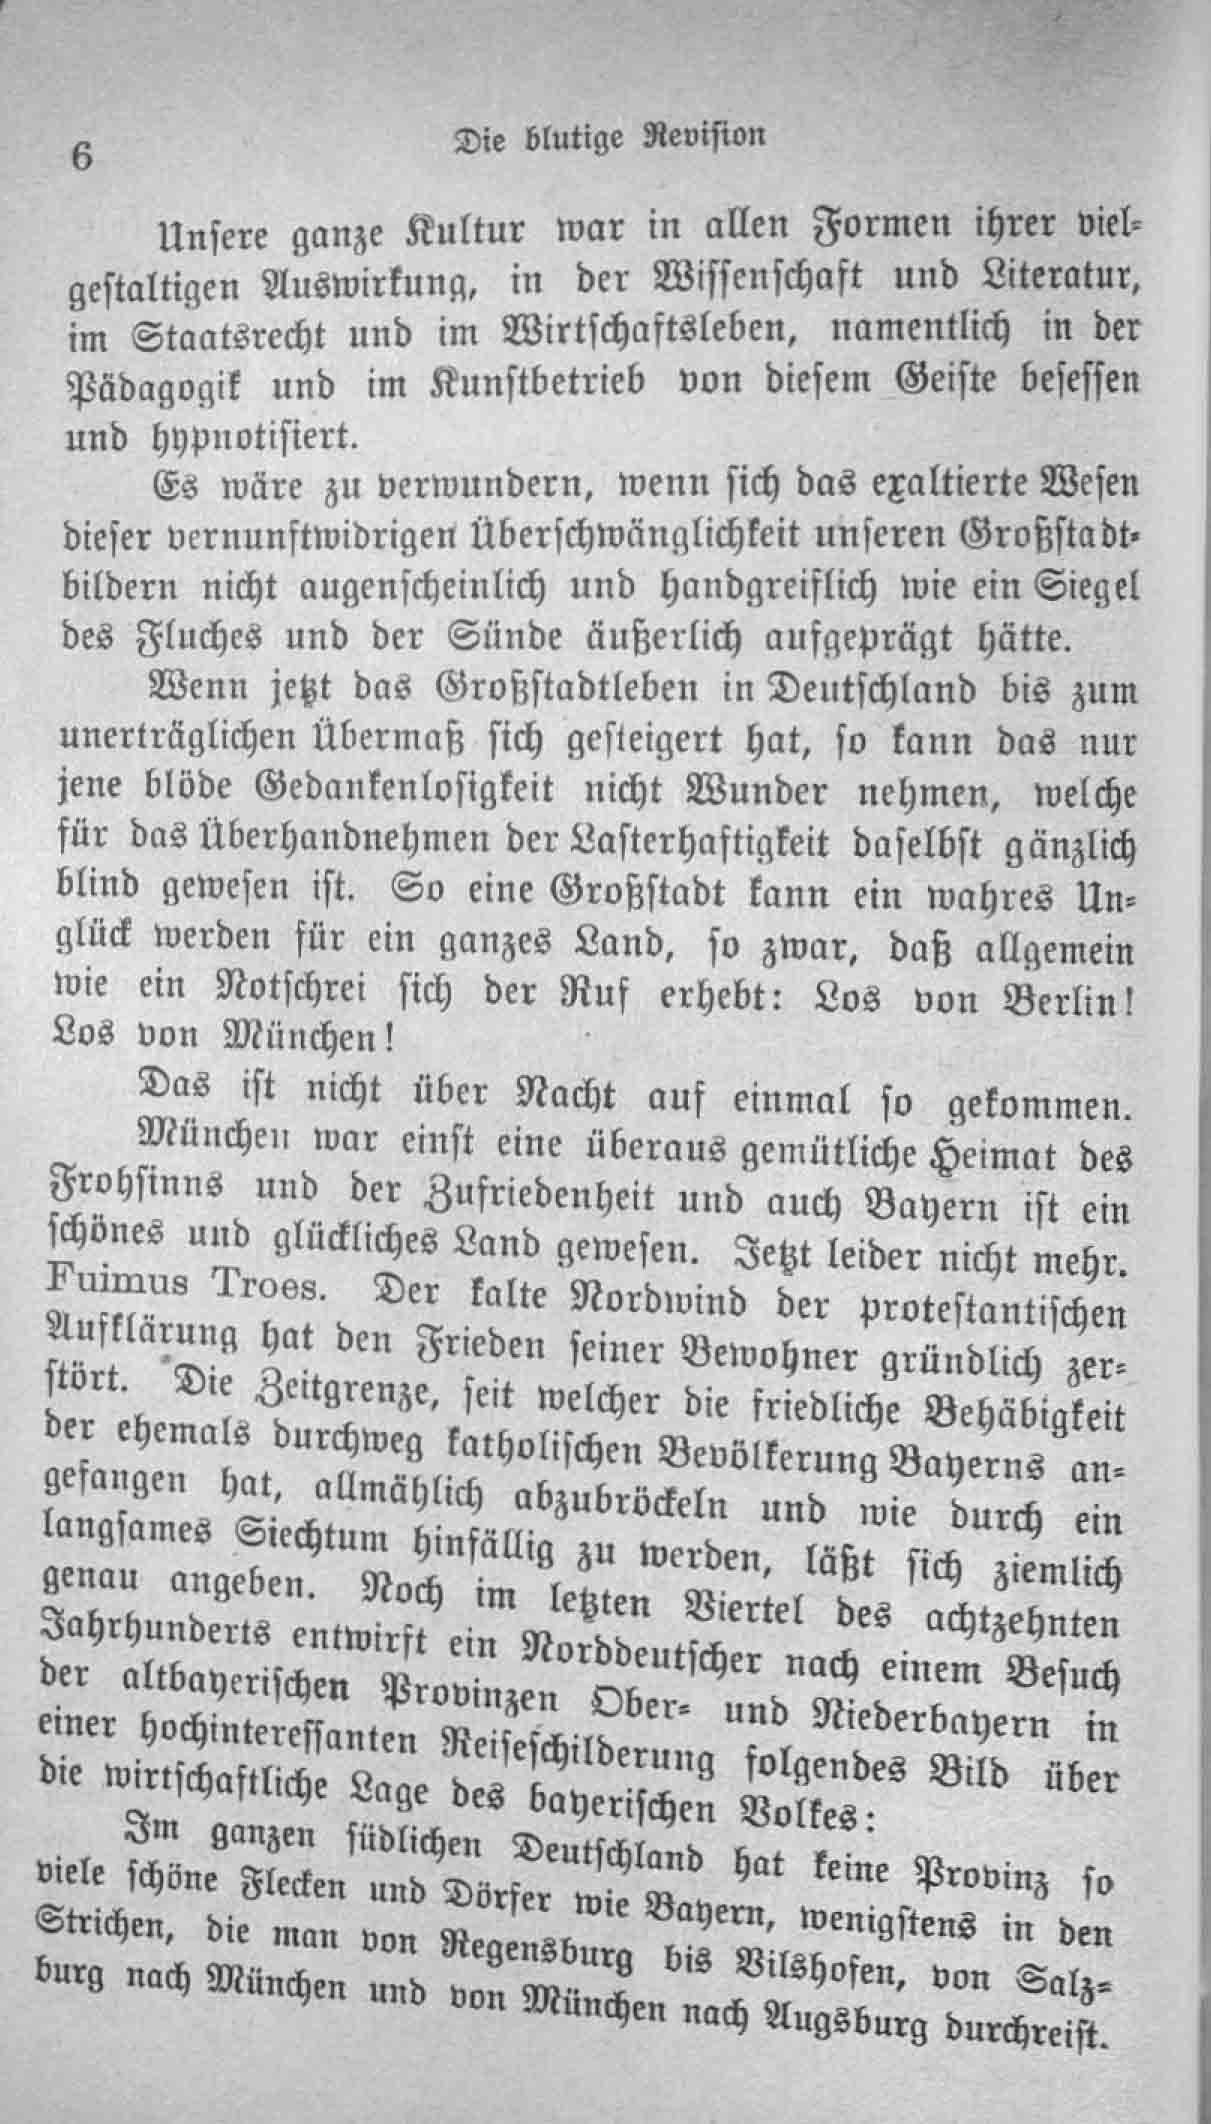 6
Die blutige Revision
Unsere ganze Kultur war in allen Formen ihrer viel-
gestaltigen Auswirkung, in der Wissenschaft und Literatur,
im Staatsrecht und im Wirtschaftsleben, namentlich in der
Pädagogik und im Kunstbetrieb von diesem Geiste besessen
und hypnotisiert.
Es wäre zu verwundern, wenn sich das exaltierte Wesen
dieser vernunftwidrigen Überschwänglichkeit unseren Großstadt-
bildern nicht augenscheinlich und handgreiflich wie ein Siegel
des Fluches und der Sünde äußerlich aufgeprägt hätte.
Wenn jetzt das Großstadtleben in Deutschland bis zum
unerträglichen Übermaß sich gesteigert hat, so kann das nur
jene blöde Gedankenlosigkeit nicht Wunder nehmen, welche
für das Überhandnehmen der Lasterhaftigkeit daselbst gänzlich
blind gewesen ist. So eine Großstadt kann ein wahres Un-
glück werden für ein ganzes Land, so zwar, daß allgemein
wie ein Notschrei sich der Ruf erhebt: Los von Berlin!
Los von München!
Das ist nicht über Nacht auf einmal so gekommen.
München war einst eine überaus gemütliche Heimat des
Frohsinns und der Zufriedenheit und auch Bayern ist ein
schönes und glückliches Land gewesen. Jetzt leider nicht mehr.
Fuimus Troes. Der kalte Nordwind der protestantischen
Aufklärung hat den Frieden seiner Bewohner gründlich zer-
stört. Die Zeitgrenze, seit welcher die friedliche Behäbigkeit
der ehemals durchweg katholischen Bevölkerung Bayerns an-
gefangen hat, allmählich abzubröckeln und wie durch ein
langsames Siechtum hinfällig zu werden, läßt sich ziemlich
genau angeben. Noch im letzten Viertel des achtzehnten
Jahrhunderts entwirft ein Norddeutscher nach einem Besuch
der altbayerischen Provinzen Ober- und Niederbayern in
einer hochinteressanten Reiseschilderung folgendes Bild über
die wirtschaftliche Lage des bayerischen Volkes:
Im ganzen südlichen Deutschland hat keine Provinz so
viele schöne Flecken und Dörfer wie Bayern, wenigstens in den
Strichen, die man von Regensburg bis Vilshofen, von Salz-
burg nach München und von München nach Augsburg durchreist.